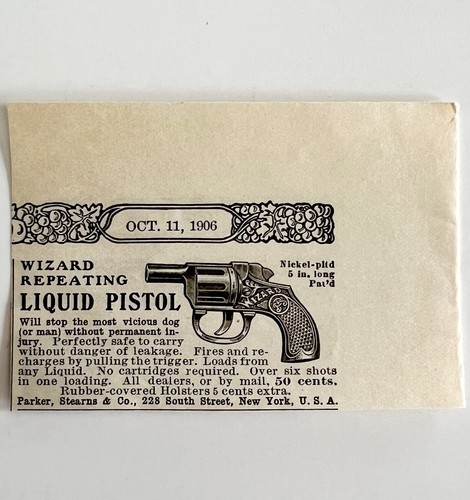 OCT. 11, 1906
WIZARD
REPEATING
LIQUID PISTOL
Nickel-pltd
5 in. long
Pat'd
WIZARD
Will stop the most vicious dog
(or man) without permanent in-
jury. Perfectly safe to carry
without danger of leakage. Fires and re-
charges by pulling the trigger. Loads from
any Liquid. No cartridges required. Over six shots
in one loading. All dealers, or by mail, 50 cents.
Rubber-covered Holsters 5 cents extra.
Parker, Stearns & Co., 228 South Street, New York, U. S. A.